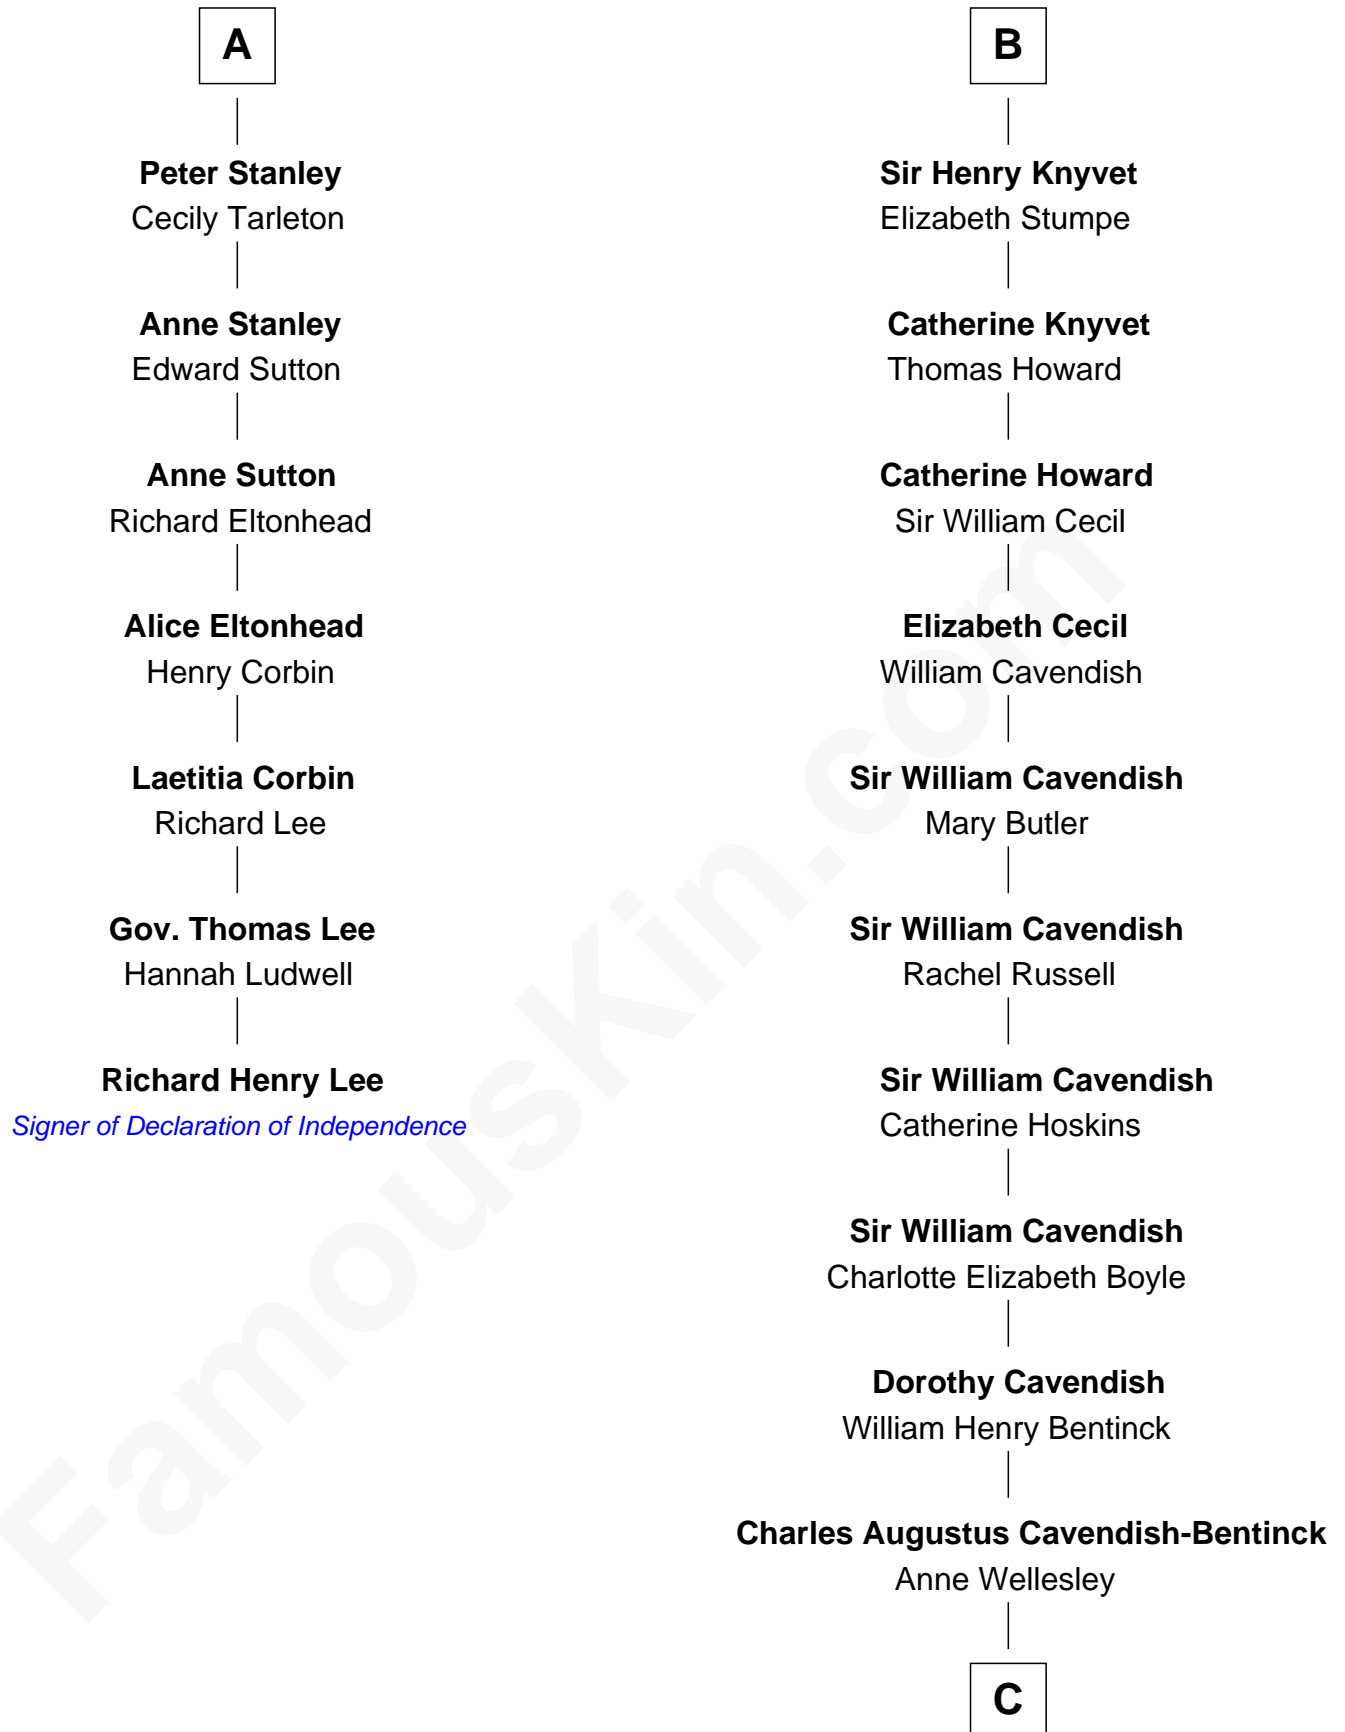 A
Peter Stanley
Cecily Tarleton
Anne Stanley
Edward Sutton
Anne Sutton
Richard Eltonhead
Alice Eltonhead
Henry Corbin
Laetitia Corbin
Richard Lee
Gov. Thomas Lee
Hannah Ludwell
Richard Henry Lee
Signer of Declaration of Independence
B
Sir Henry Knyvet
Elizabeth Stumpe
Catherine Knyvet
Thomas Howard
Catherine Howard
Sir William Cecil
Elizabeth Cecil
William Cavendish
Sir William Cavendish
Mary Butler
Sir William Cavendish
Rachel Russell
Sir William Cavendish
Catherine Hoskins
Sir William Cavendish
Charlotte Elizabeth Boyle
Dorothy Cavendish
William Henry Bentinck
Charles Augustus Cavendish-Bentinck
Anne Wellesley
C
FamousKin.com